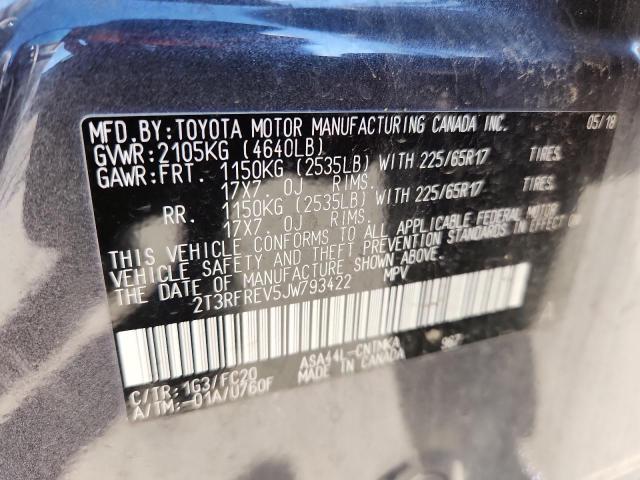 MFD.BY:TOYOTA MOTOR MANUFACTURING CANADA INC. 05/18
GVWR:2105KG (4640LB)
GAWR:FRT. 1150KG (2535LB) WITH 225/65R17 TIRES.
17X7.0J RIMS.
RR. 1150KG (2535LB) WITH 225/65R17 TIRES.
17X7.0J RIMS.
THIS VEHICLE CONFORMS TO ALL APPLICABLE FEDERAL MOTOR
VEHICLE SAFETY AND THEFT PREVENTION STANDARDS IN EFFECT ON
THE DATE OF MANUFACTURE SHOWN ABOVE.
2T3RFREV5JW793422 MPV
C/TR:1G3/FC20 ASA44L-CNTMKA
A/TM:-01A/U760F MADE IN CANADA